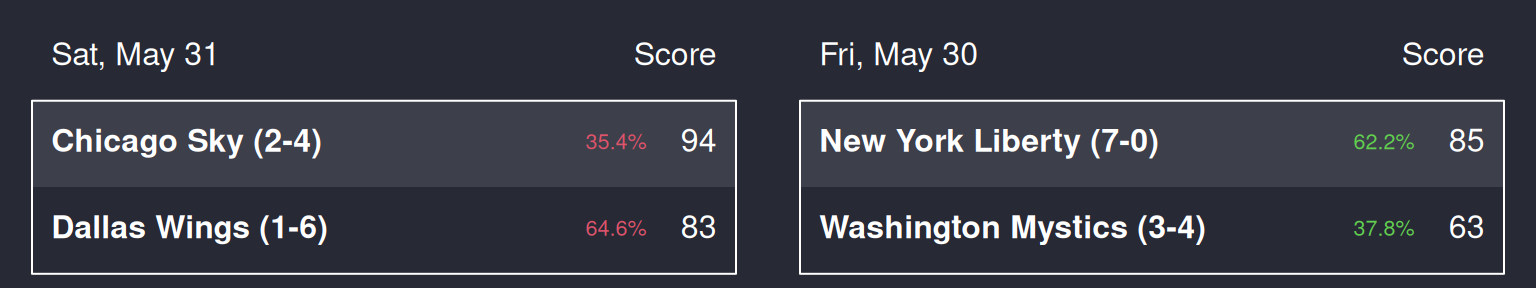 Sat, May 31 Score
Chicago Sky (2-4) 35.4% 94
Dallas Wings (1-6) 64.6% 83
Fri, May 30 Score
New York Liberty (7-0) 62.2% 85
Washington Mystics (3-4) 37.8% 63